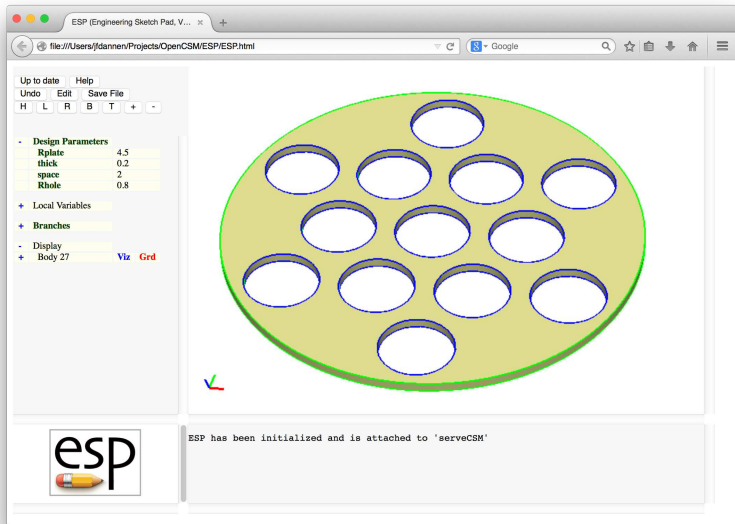 ESP (Engineering Sketch Pad, V... × +
file:///Users/jfdannen/Projects/OpenCSM/ESP/ESP.html
8 Google
Up to date Help
Undo Edit Save File
H L R B T + -
- Design Parameters
Rplate 4.5
thick 0.2
space 2
Rhole 0.8
+ Local Variables
+ Branches
- Display
+ Body 27 Viz Grd
esp
ESP has been initialized and is attached to 'serveCSM'